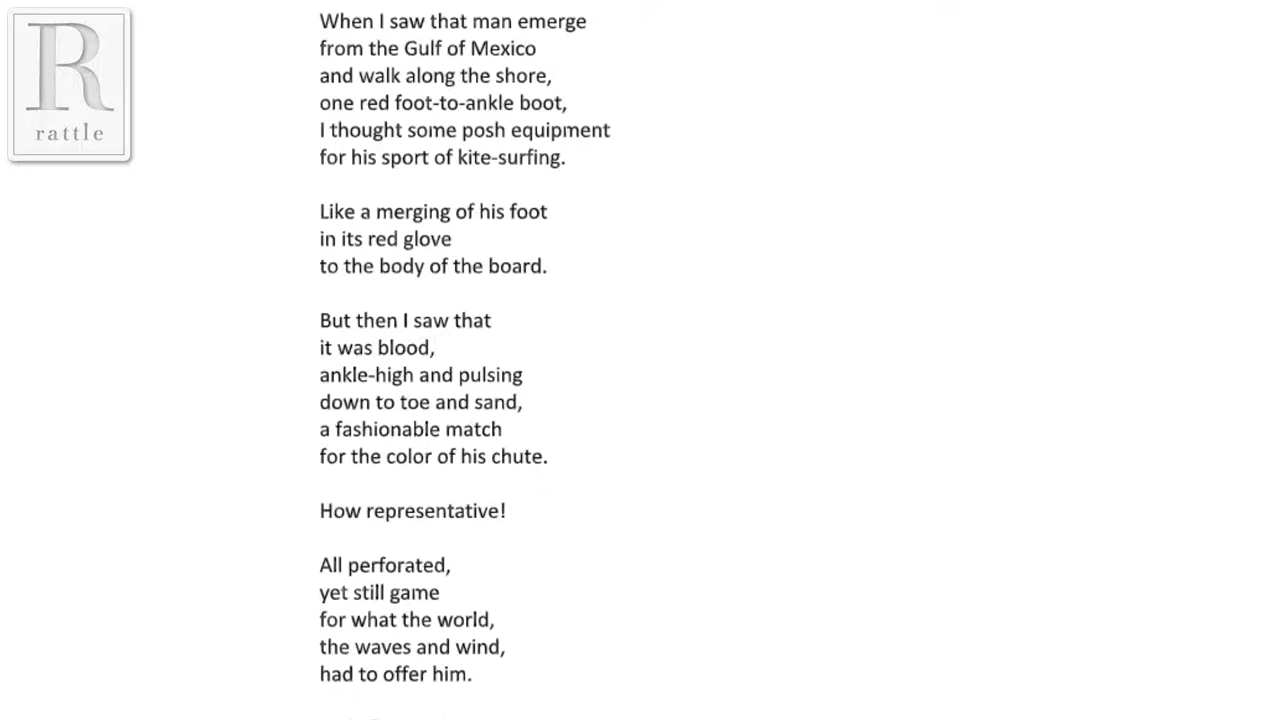 R
rattle
When I saw that man emerge
from the Gulf of Mexico
and walk along the shore,
one red foot-to-ankle boot,
I thought some posh equipment
for his sport of kite-surfing.
Like a merging of his foot
in its red glove
to the body of the board.
But then I saw that
it was blood,
ankle-high and pulsing
down to toe and sand,
a fashionable match
for the color of his chute.
How representative!
All perforated,
yet still game
for what the world,
the waves and wind,
had to offer him.